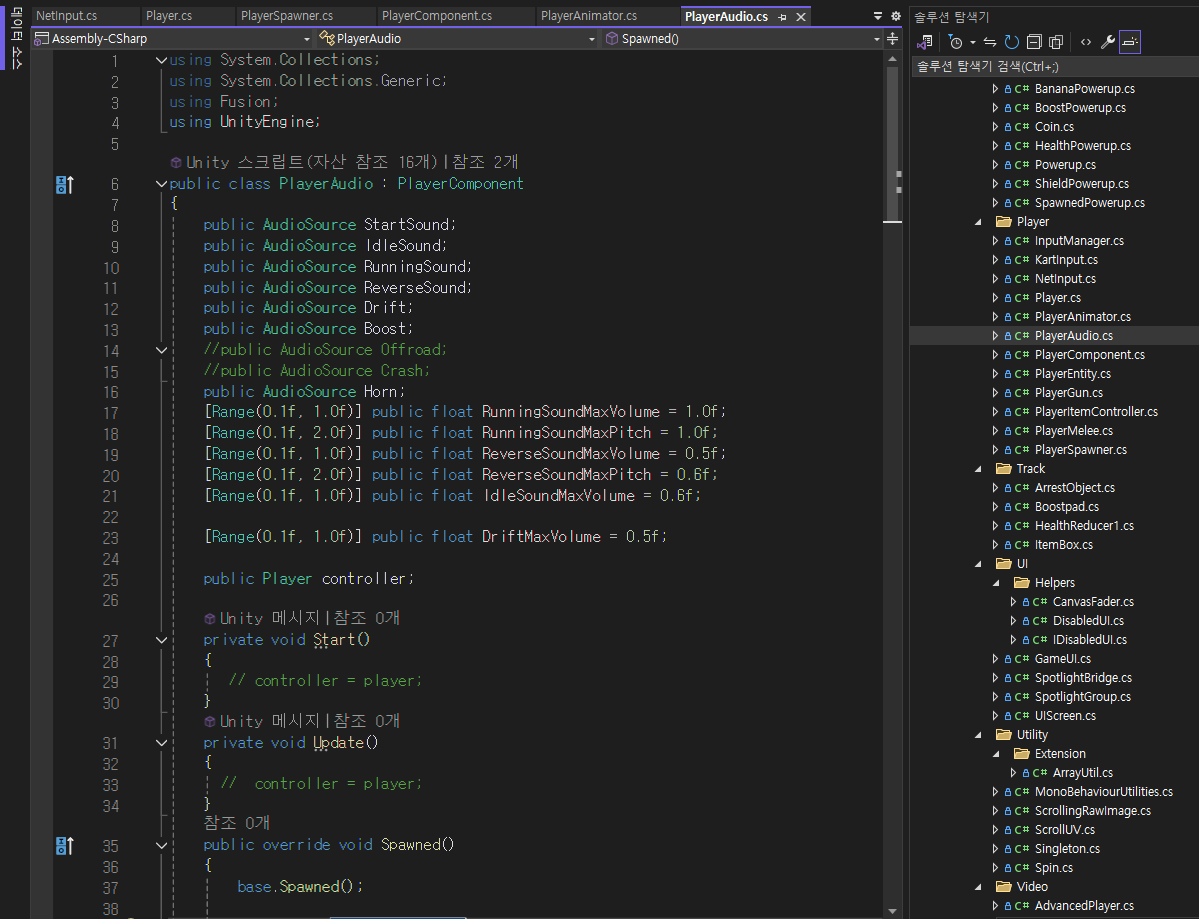 데이터 소스
NetInput.cs
Player.cs
PlayerSpawner.cs
PlayerComponent.cs
PlayerAnimator.cs
PlayerAudio.cs
Assembly-CSharp
PlayerAudio
Spawned()
1 using System.Collections;
2 using System.Collections.Generic;
3 using Fusion;
4 using UnityEngine;
5
Unity 스크립트(자산 참조 16개)|참조 2개
6 public class PlayerAudio : PlayerComponent
7 {
8 public AudioSource StartSound;
9 public AudioSource IdleSound;
10 public AudioSource RunningSound;
11 public AudioSource ReverseSound;
12 public AudioSource Drift;
13 public AudioSource Boost;
14 //public AudioSource Offroad;
15 //public AudioSource Crash;
16 public AudioSource Horn;
17 [Range(0.1f, 1.0f)] public float RunningSoundMaxVolume = 1.0f;
18 [Range(0.1f, 2.0f)] public float RunningSoundMaxPitch = 1.0f;
19 [Range(0.1f, 1.0f)] public float ReverseSoundMaxVolume = 0.5f;
20 [Range(0.1f, 2.0f)] public float ReverseSoundMaxPitch = 0.6f;
21 [Range(0.1f, 1.0f)] public float IdleSoundMaxVolume = 0.6f;
22
23 [Range(0.1f, 1.0f)] public float DriftMaxVolume = 0.5f;
24
25 public Player controller;
26
Unity 메시지|참조 0개
27 private void Start()
28 {
29 // controller = player;
30 }
Unity 메시지|참조 0개
31 private void Update()
32 {
33 // controller = player;
34 }
참조 0개
35 public override void Spawned()
36 {
37 base.Spawned();
38
솔루션 탐색기
솔루션 탐색기 검색(Ctrl+;)
C# BananaPowerup.cs
C# BoostPowerup.cs
C# Coin.cs
C# HealthPowerup.cs
C# Powerup.cs
C# ShieldPowerup.cs
C# SpawnedPowerup.cs
Player
C# InputManager.cs
C# KartInput.cs
C# NetInput.cs
C# Player.cs
C# PlayerAnimator.cs
C# PlayerAudio.cs
C# PlayerComponent.cs
C# PlayerEntity.cs
C# PlayerGun.cs
C# PlayerItemController.cs
C# PlayerMelee.cs
C# PlayerSpawner.cs
Track
C# ArrestObject.cs
C# Boostpad.cs
C# HealthReducer1.cs
C# ItemBox.cs
UI
Helpers
C# CanvasFader.cs
C# DisabledUI.cs
C# IDisabledUI.cs
C# GameUI.cs
C# SpotlightBridge.cs
C# SpotlightGroup.cs
C# UIScreen.cs
Utility
Extension
C# ArrayUtil.cs
C# MonoBehaviourUtilities.cs
C# ScrollingRawImage.cs
C# ScrollUV.cs
C# Singleton.cs
C# Spin.cs
Video
C# AdvancedPlayer.cs